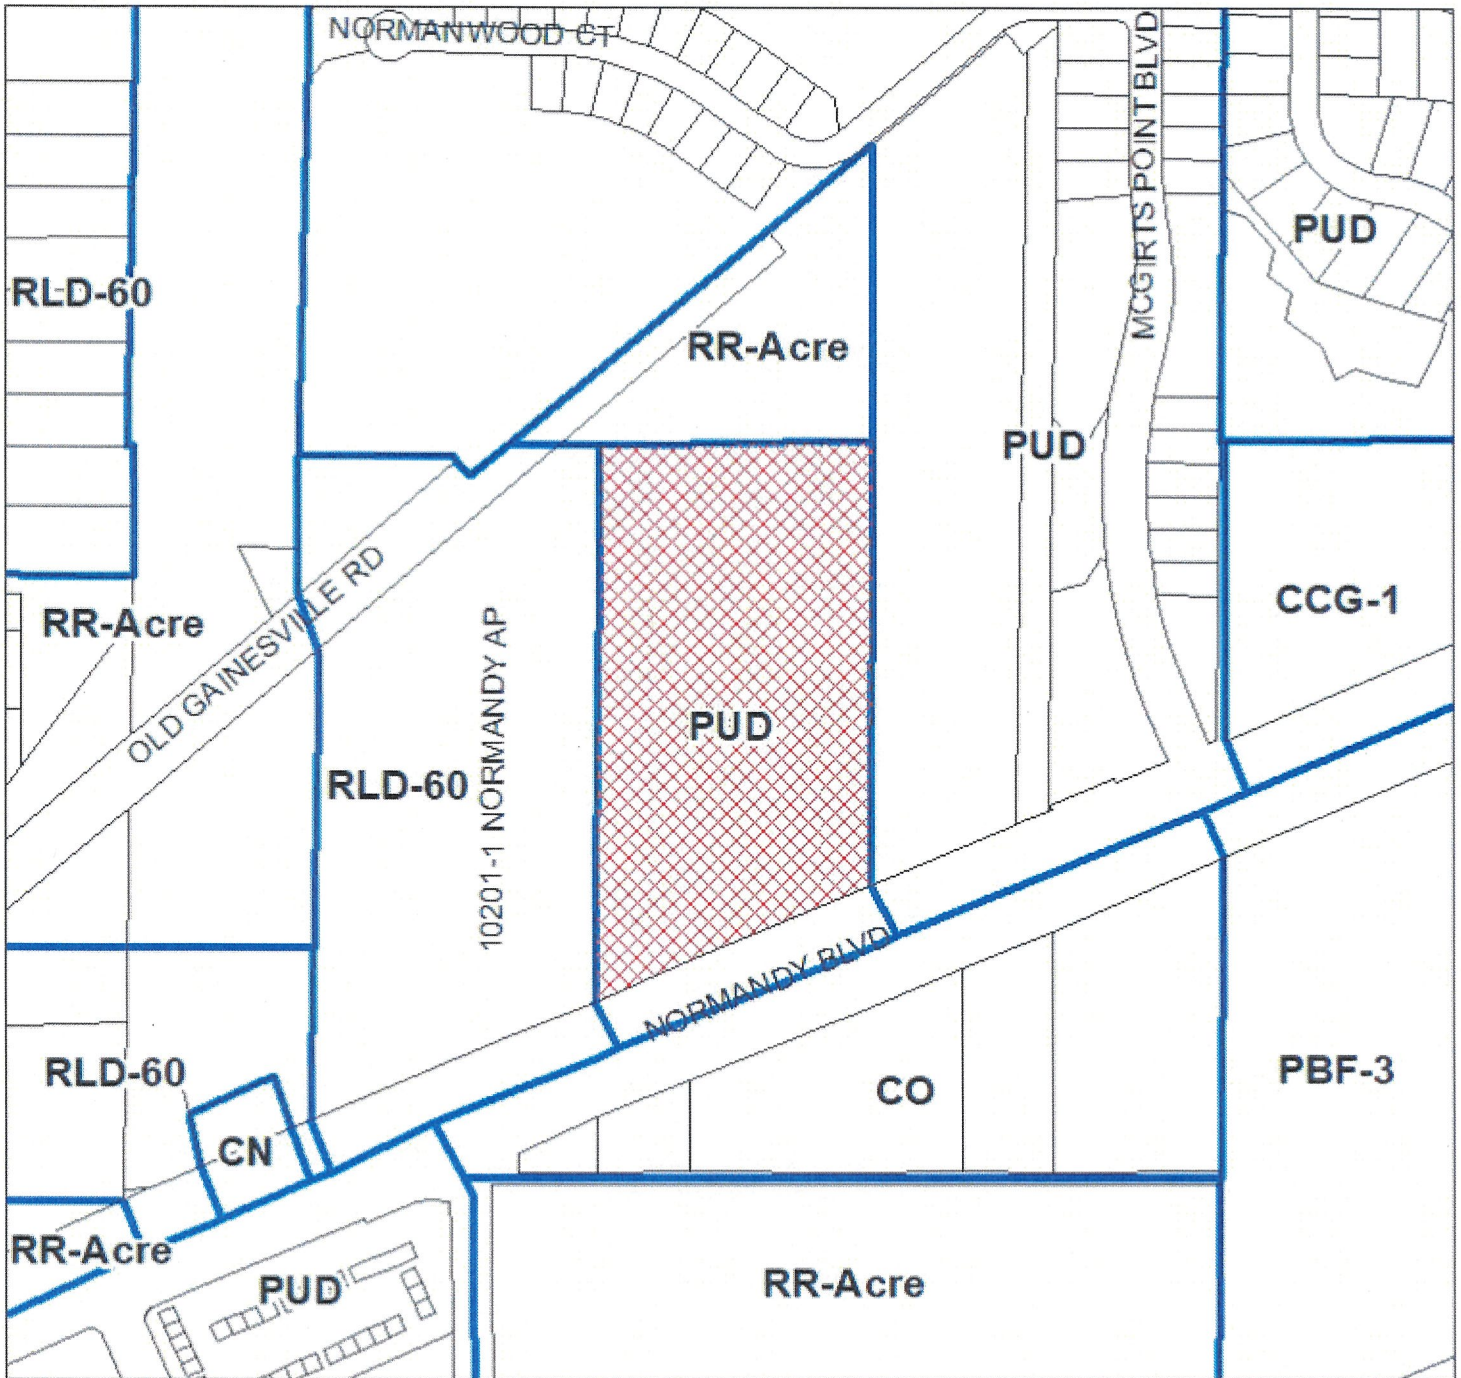 NORMANWOOD CT
MCGIRTS POINT BLVD
PUD
RLD-60
RR-Acre
PUD
CCG-1
RR-Acre
OLD GAINESVILLE RD
10201-1 NORMANDY AP
PUD
RLD-60
NORMANDY BLVD
RLD-60
CO
PBF-3
CN
RR-Acre
PUD
RR-Acre